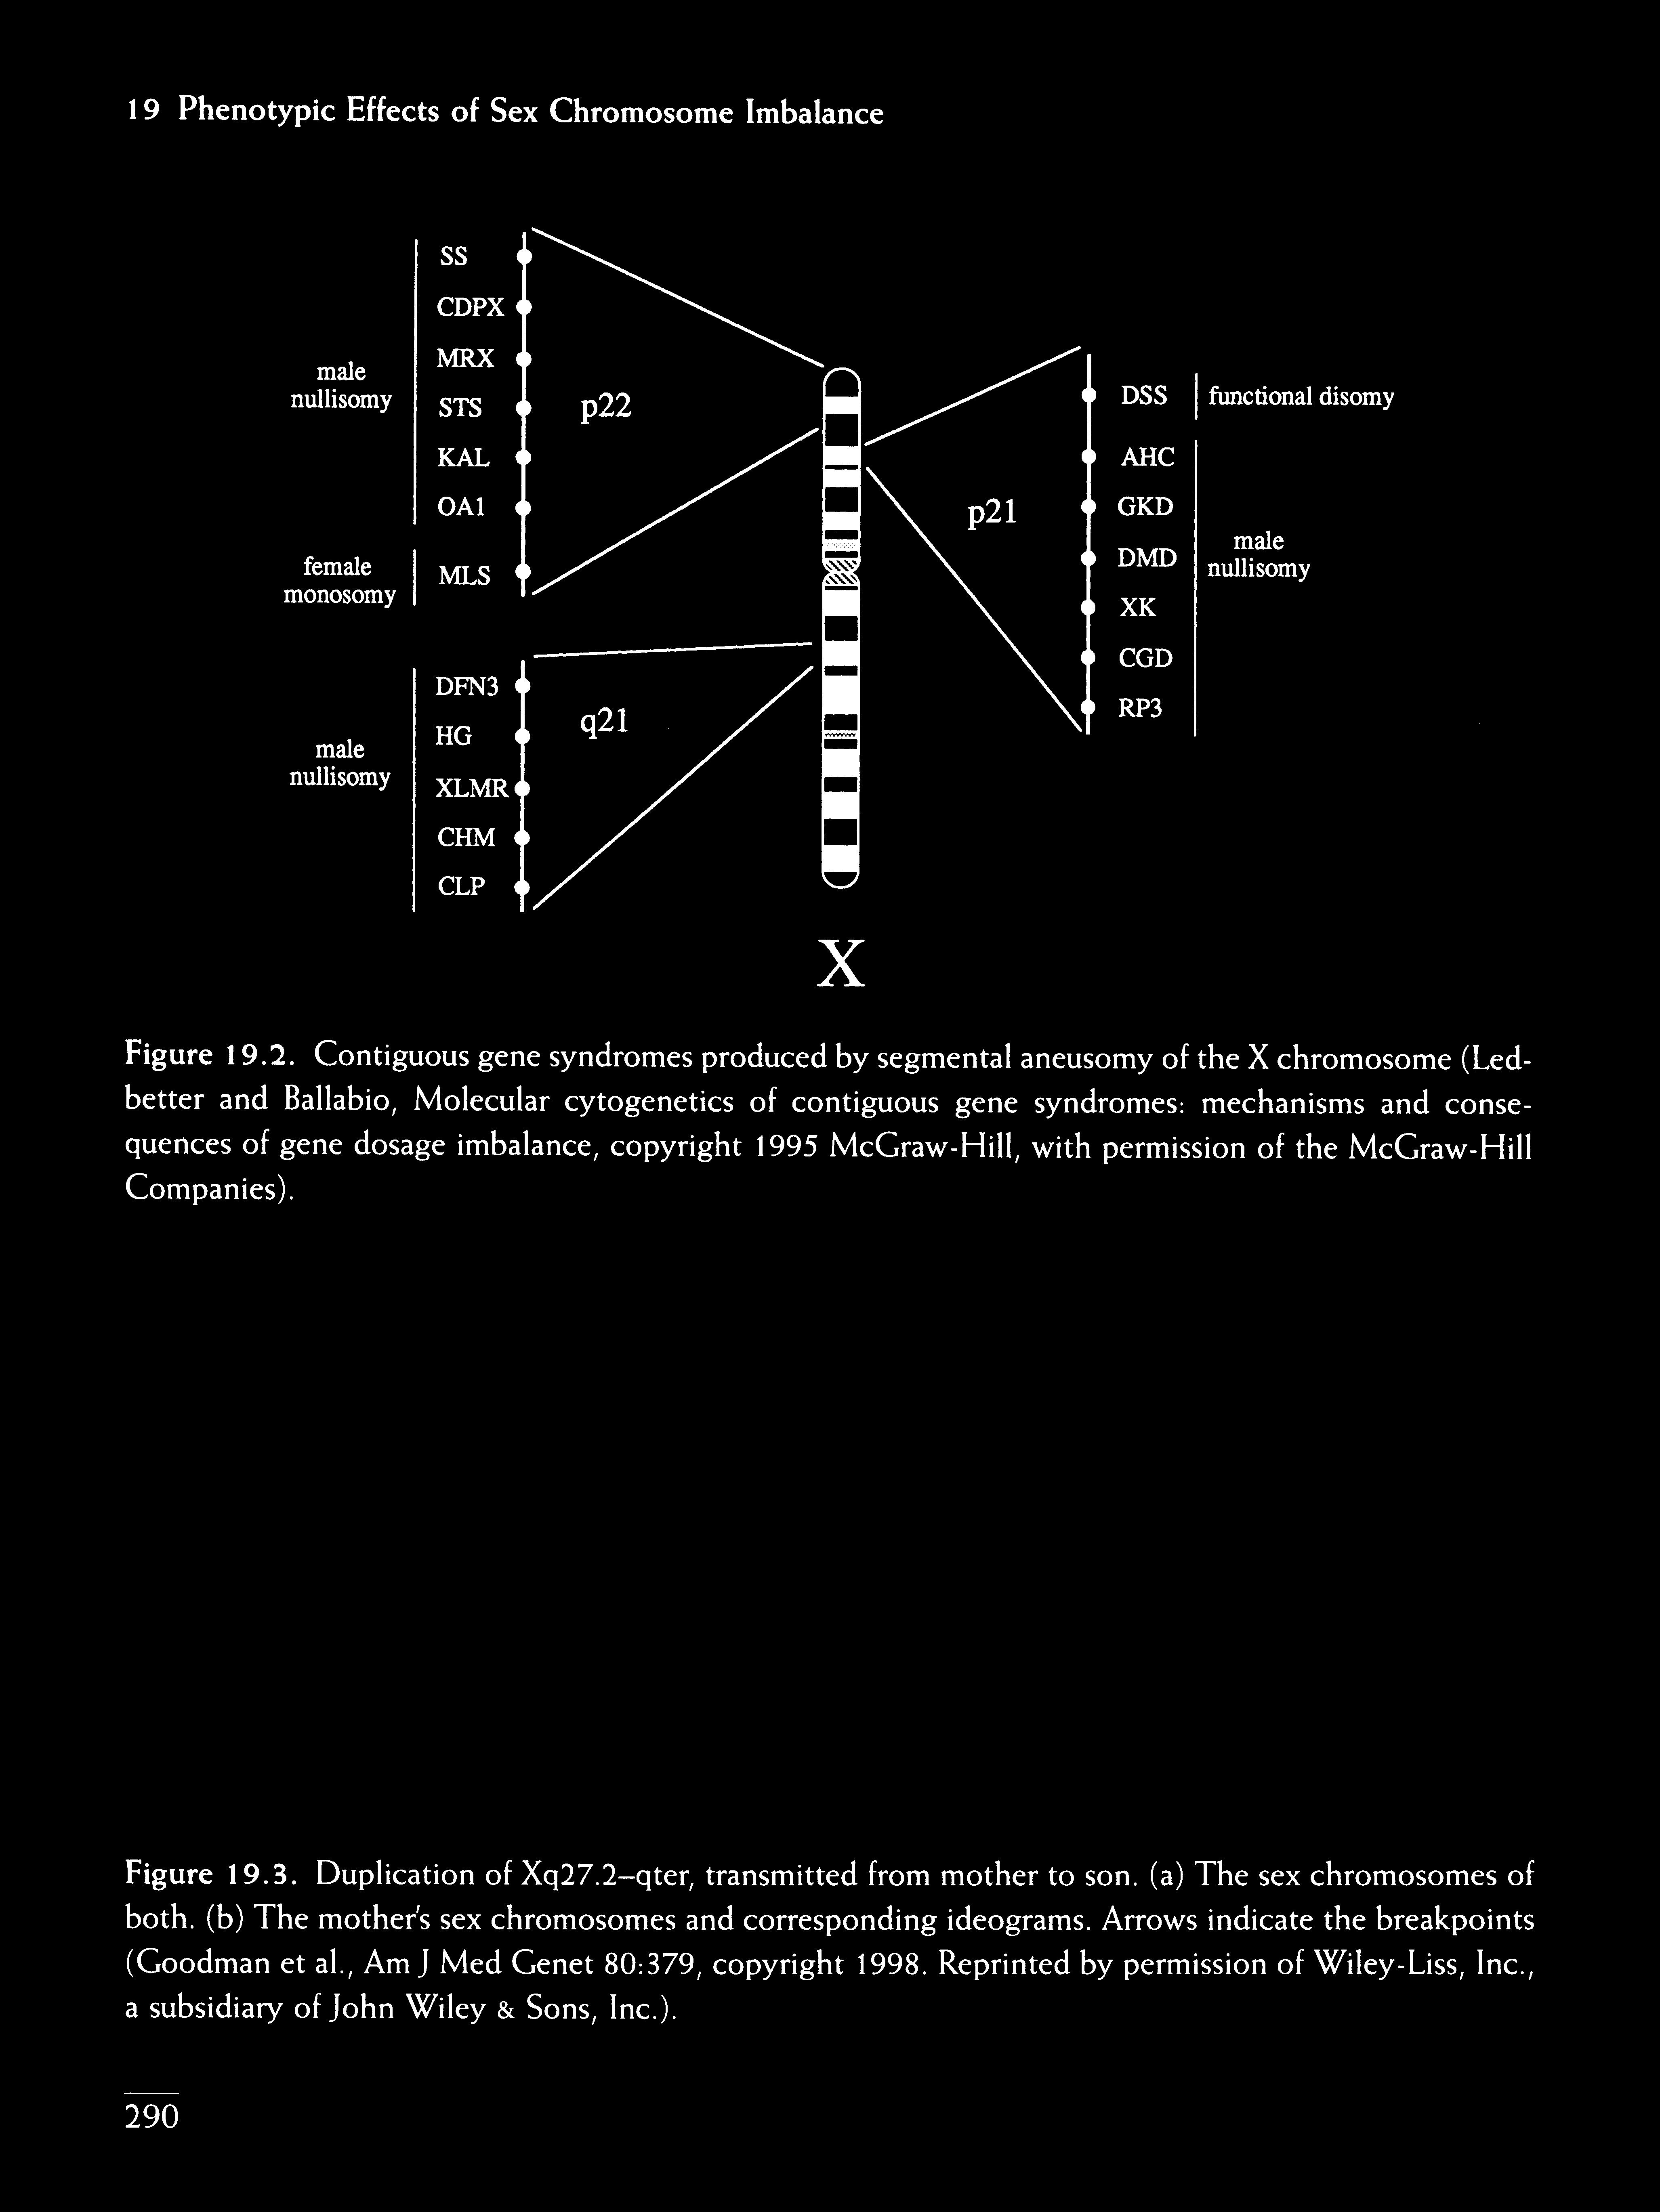 19 Phenotypic Effects of Sex Chromosome Imbalance
male
nullisomy
SS
CDPX
MRX
STS
KAL
OA1
p22
female
monosomy
MLS
male
nullisomy
DFN3
HG
XLMR
CHM
CLP
q21
p21
DSS
functional disomy
AHC
GKD
DMD
XK
CGD
RP3
male
nullisomy
X
Figure 19.2. Contiguous gene syndromes produced by segmental aneusomy of the X chromosome (Led-
better and Ballabio, Molecular cytogenetics of contiguous gene syndromes: mechanisms and conse-
quences of gene dosage imbalance, copyright 1995 McGraw-Hill, with permission of the McGraw-Hill
Companies).
Figure 19.3. Duplication of Xq27.2–qter, transmitted from mother to son. (a) The sex chromosomes of
both. (b) The mother's sex chromosomes and corresponding ideograms. Arrows indicate the breakpoints
(Goodman et al., Am J Med Genet 80:379, copyright 1998. Reprinted by permission of Wiley-Liss, Inc.,
a subsidiary of John Wiley & Sons, Inc.).
290